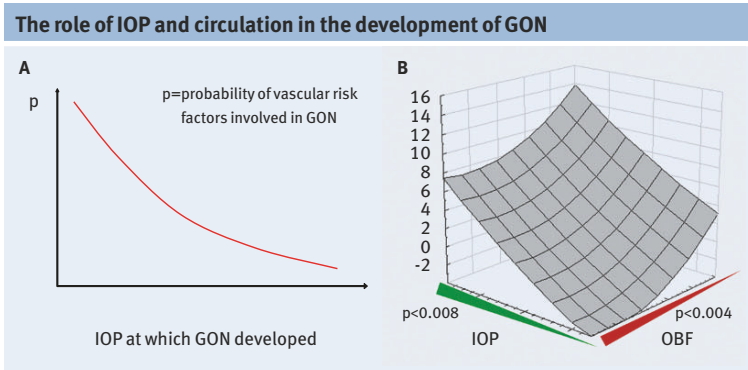 The role of IOP and circulation in the development of GON
A
p
p=probability of vascular risk
factors involved in GON
IOP at which GON developed
B
16
14
12
10
8
6
4
2
0
-2
p<0.008
IOP
p<0.004
OBF